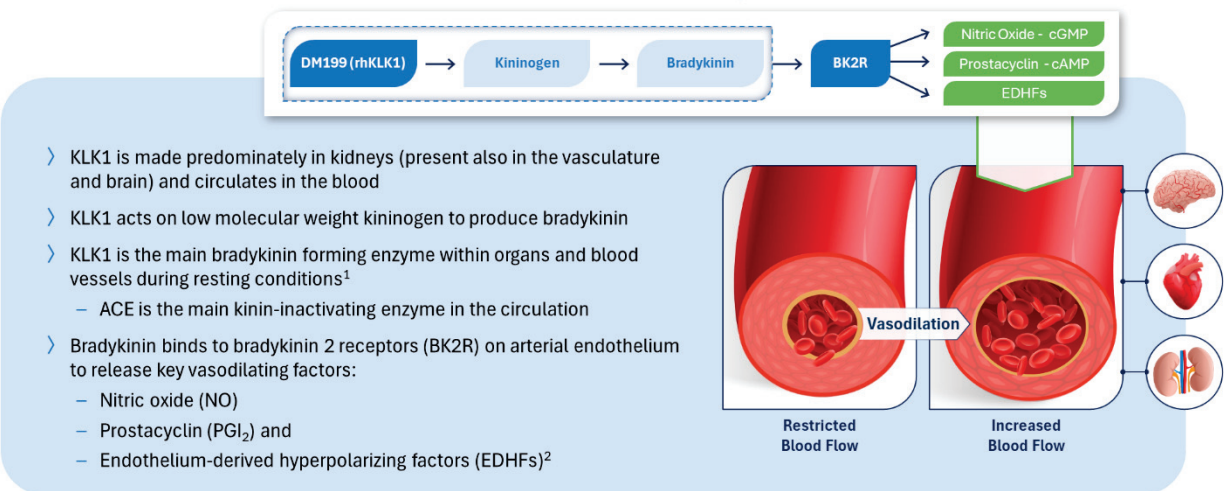 DM199 (rhKLK1)
Kininogen
Bradykinin
BK2R
Nitric Oxide - cGMP
Prostacyclin - cAMP
EDHFs
〉 KLK1 is made predominately in kidneys (present also in the vasculature
and brain) and circulates in the blood
〉 KLK1 acts on low molecular weight kininogen to produce bradykinin
〉 KLK1 is the main bradykinin forming enzyme within organs and blood
vessels during resting conditions¹
– ACE is the main kinin-inactivating enzyme in the circulation
〉 Bradykinin binds to bradykinin 2 receptors (BK2R) on arterial endothelium
to release key vasodilating factors:
– Nitric oxide (NO)
– Prostacyclin (PGI₂) and
– Endothelium-derived hyperpolarizing factors (EDHFs)²
Vasodilation
Restricted
Blood Flow
Increased
Blood Flow